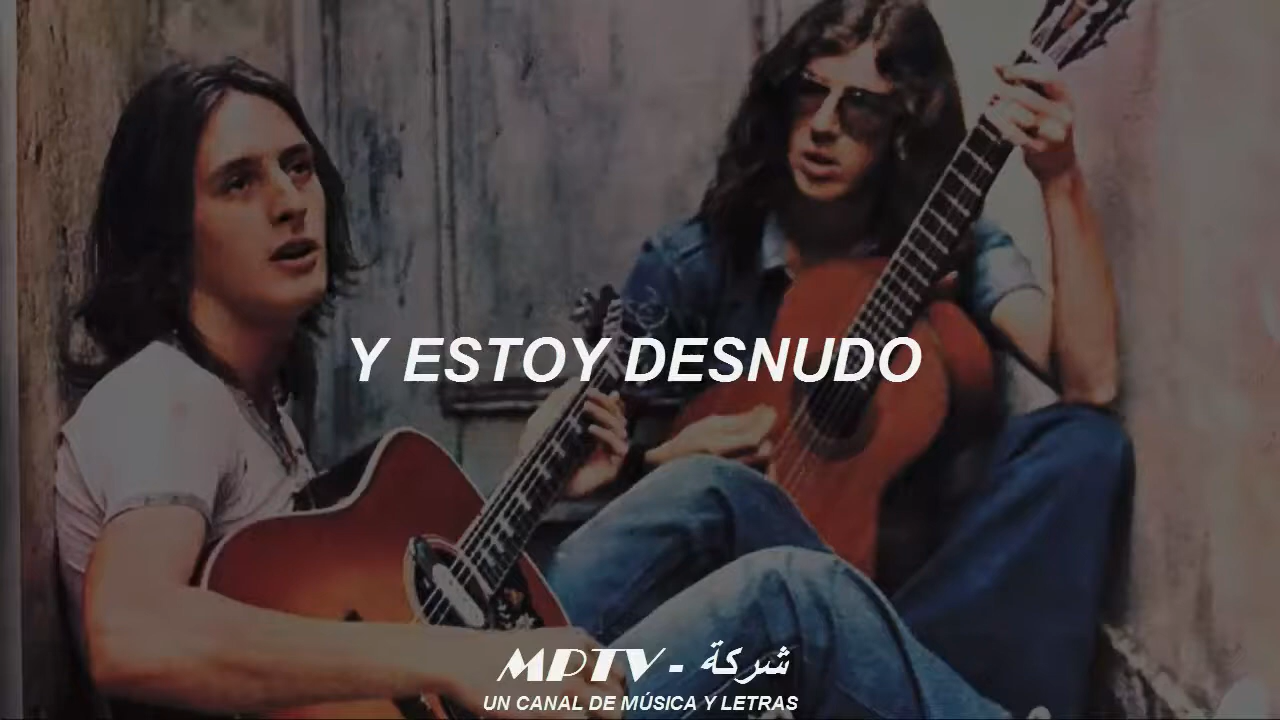 Y ESTOY DESNUDO
MPTV - شركة
UN CANAL DE MÚSICA Y LETRAS